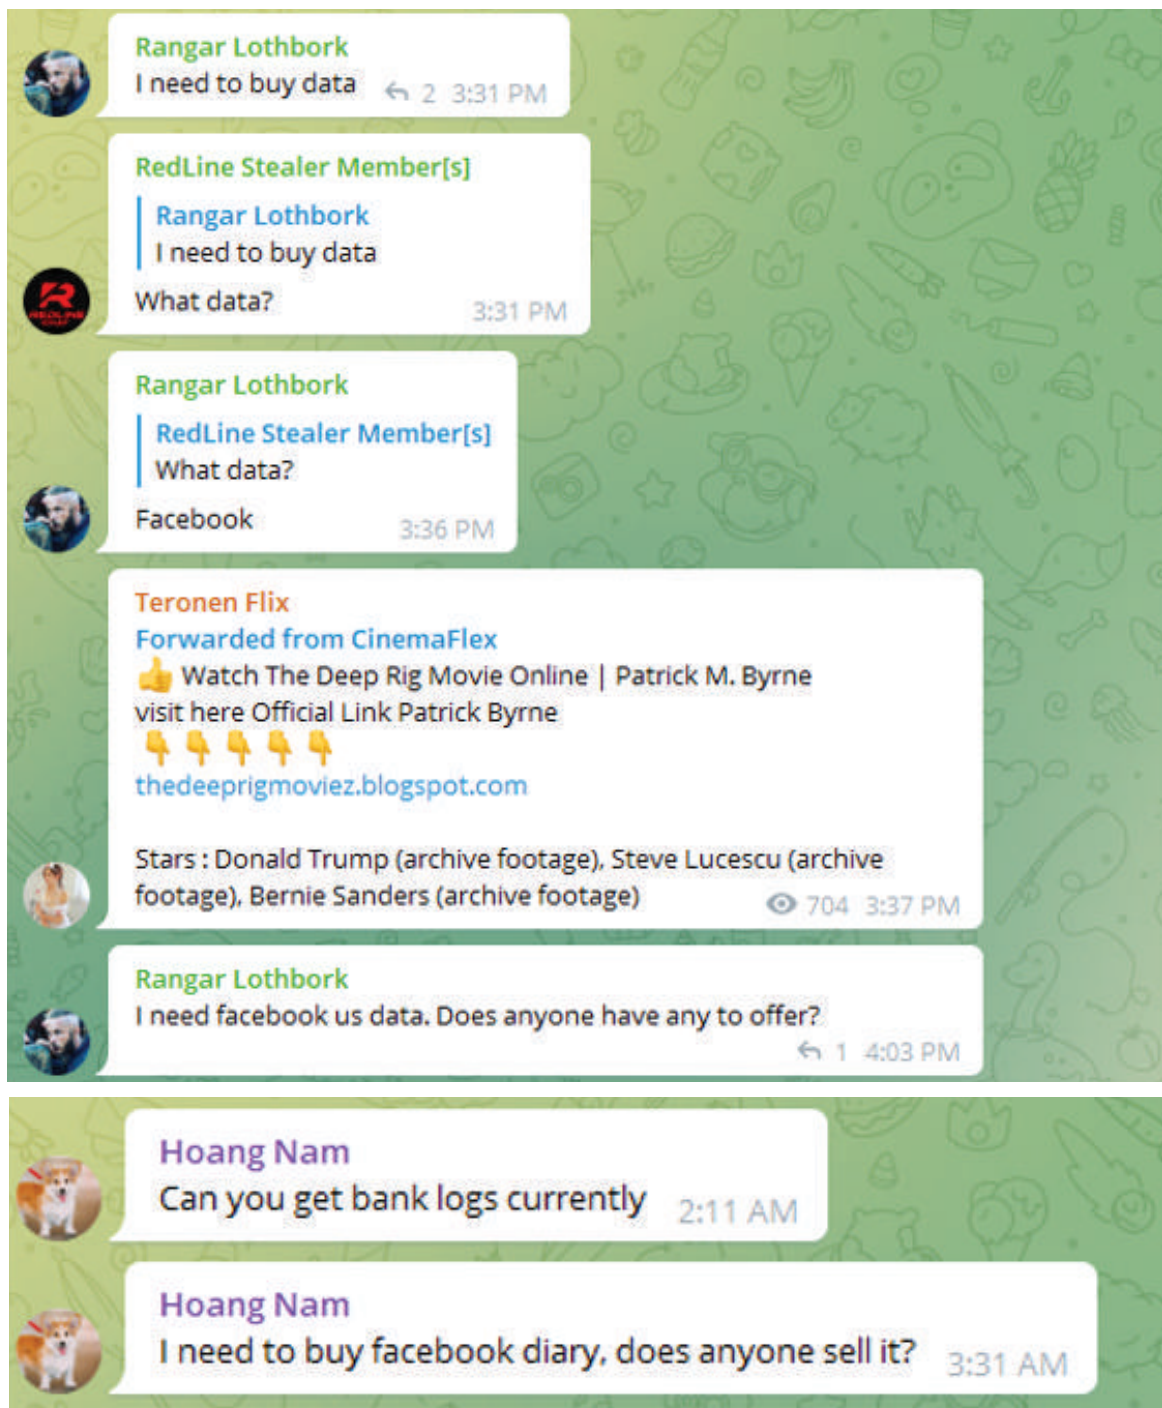 Rangar Lothbork
I need to buy data 2 3:31 PM
RedLine Stealer Member[s]
Rangar Lothbork
I need to buy data
What data? 3:31 PM
Rangar Lothbork
RedLine Stealer Member[s]
What data?
Facebook 3:36 PM
Teronen Flix
Forwarded from CinemaFlex
👍 Watch The Deep Rig Movie Online | Patrick M. Byrne
visit here Official Link Patrick Byrne
👇👇👇👇👇
thedeeprigmoviez.blogspot.com
Stars : Donald Trump (archive footage), Steve Lucescu (archive
footage), Bernie Sanders (archive footage) 704 3:37 PM
Rangar Lothbork
I need facebook us data. Does anyone have any to offer?
1 4:03 PM
Hoang Nam
Can you get bank logs currently 2:11 AM
Hoang Nam
I need to buy facebook diary, does anyone sell it? 3:31 AM